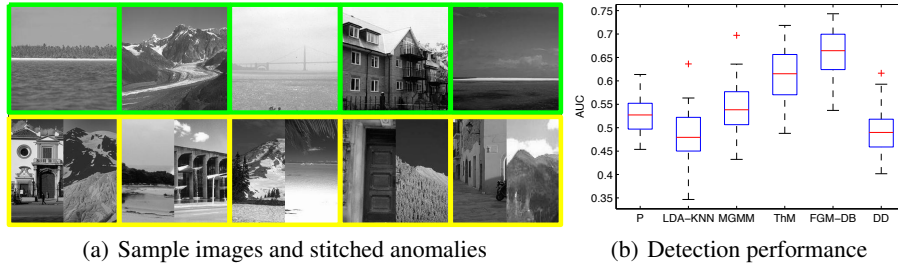 0.75
0.7
0.65
0.6
0.55
0.5
0.45
0.4
0.35
AUC
P LDA-KNN MGMM ThM FGM-DB DD
(a) Sample images and stitched anomalies
(b) Detection performance